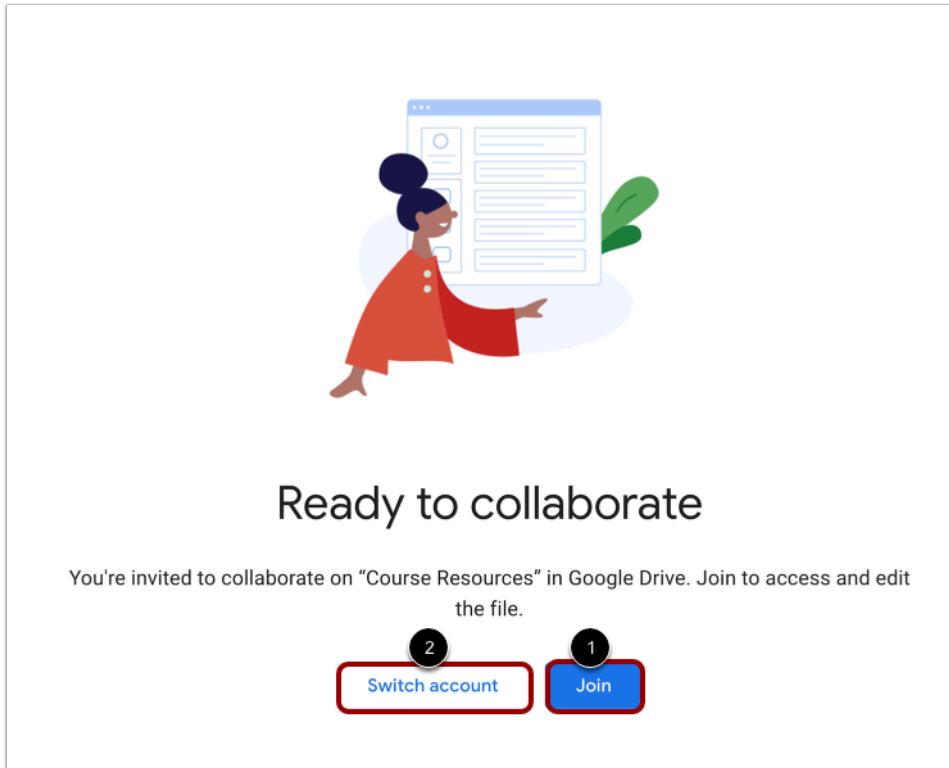 Ready to collaborate
You're invited to collaborate on “Course Resources” in Google Drive. Join to access and edit
the file.
2 1
Switch account Join